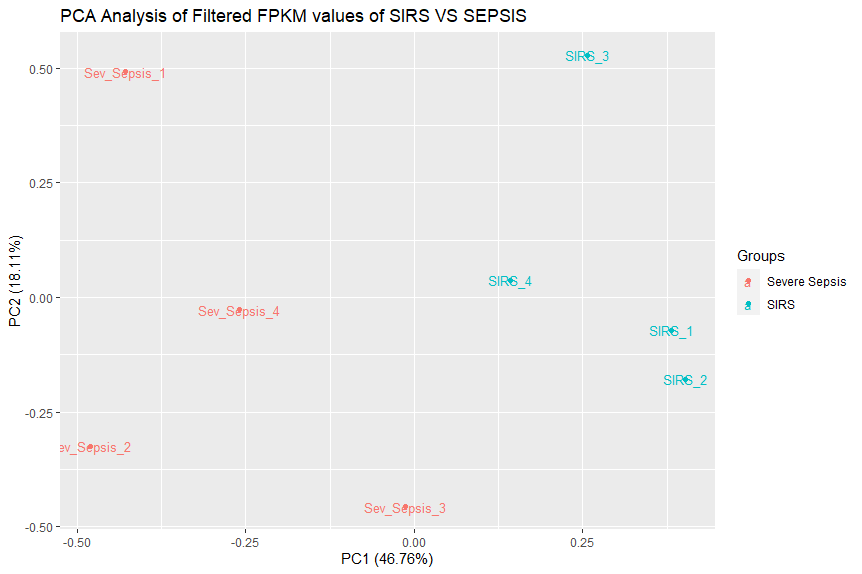 PCA Analysis of Filtered FPKM values of SIRS VS SEPSIS
0.50
0.25
0.00
-0.25
-0.50
PC2 (18.11%)
Sev_Sepsis_1
SIRS_3
SIRS_4
Sev_Sepsis_4
SIRS_1
SIRS_2
ev_Sepsis_2
Sev_Sepsis_3
-0.50 -0.25 0.00 0.25
PC1 (46.76%)
Groups
a Severe Sepsis
a SIRS